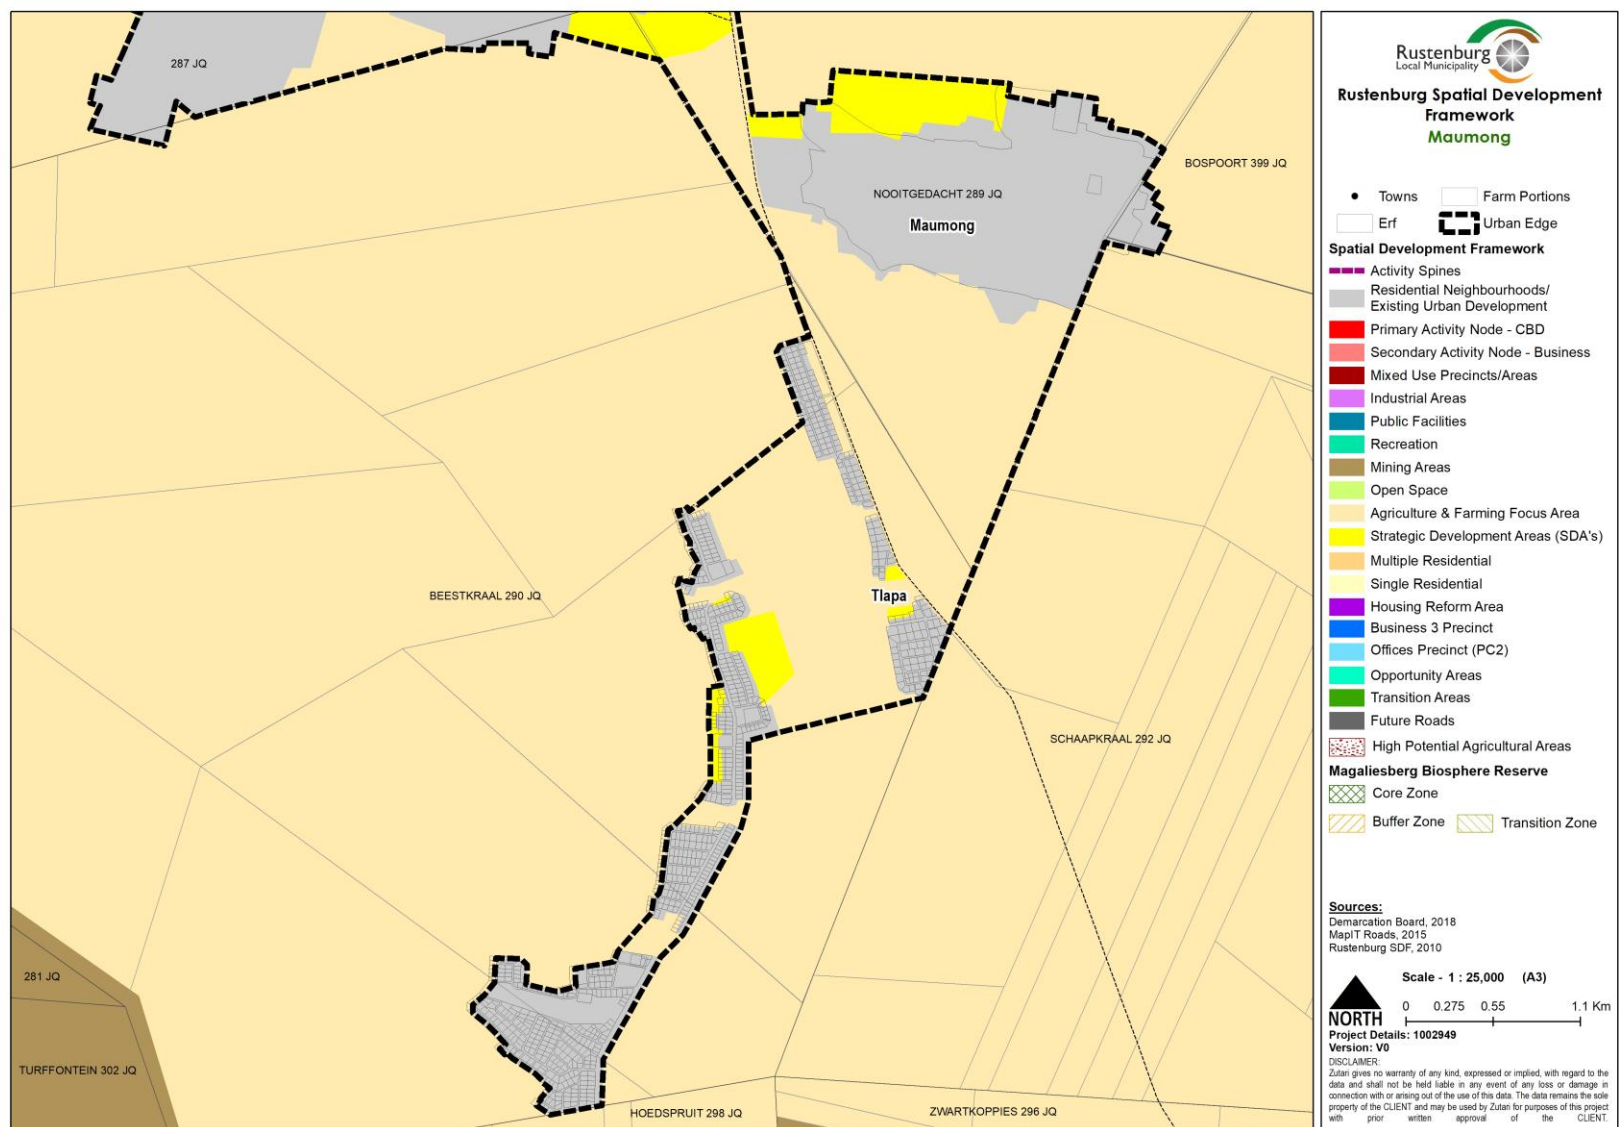 287 JQ
BOSPOORT 399 JQ
NOOITGEDACHT 289 JQ
Maumong
BEESTKRAAL 290 JQ
Tlapa
SCHAAPKRAAL 292 JQ
281 JQ
TURFFONTEIN 302 JQ
HOEDSPRUIT 298 JQ
ZWARTKOPPIES 296 JQ
Rustenburg
Local Municipality
Rustenburg Spatial Development
Framework
Maumong
Towns
Farm Portions
Erf
Urban Edge
Spatial Development Framework
Activity Spines
Residential Neighbourhoods/
Existing Urban Development
Primary Activity Node - CBD
Secondary Activity Node - Business
Mixed Use Precincts/Areas
Industrial Areas
Public Facilities
Recreation
Mining Areas
Open Space
Agriculture & Farming Focus Area
Strategic Development Areas (SDA's)
Multiple Residential
Single Residential
Housing Reform Area
Business 3 Precinct
Offices Precinct (PC2)
Opportunity Areas
Transition Areas
Future Roads
High Potential Agricultural Areas
Magaliesberg Biosphere Reserve
Core Zone
Buffer Zone
Transition Zone
Sources:
Demarcation Board, 2018
MapIT Roads, 2015
Rustenburg SDF, 2010
Scale - 1 : 25,000 (A3)
0 0.275 0.55 1.1 Km
NORTH
Project Details: 1002949
Version: V0
DISCLAIMER:
Zutari gives no warranty of any kind, expressed or implied, with regard to the
data and shall not be held liable in any event of any loss or damage in
connection with or arising out of the use of this data. The data remains the sole
property of the CLIENT and may be used by Zutari for purposes of this project
with prior written approval of the CLIENT.